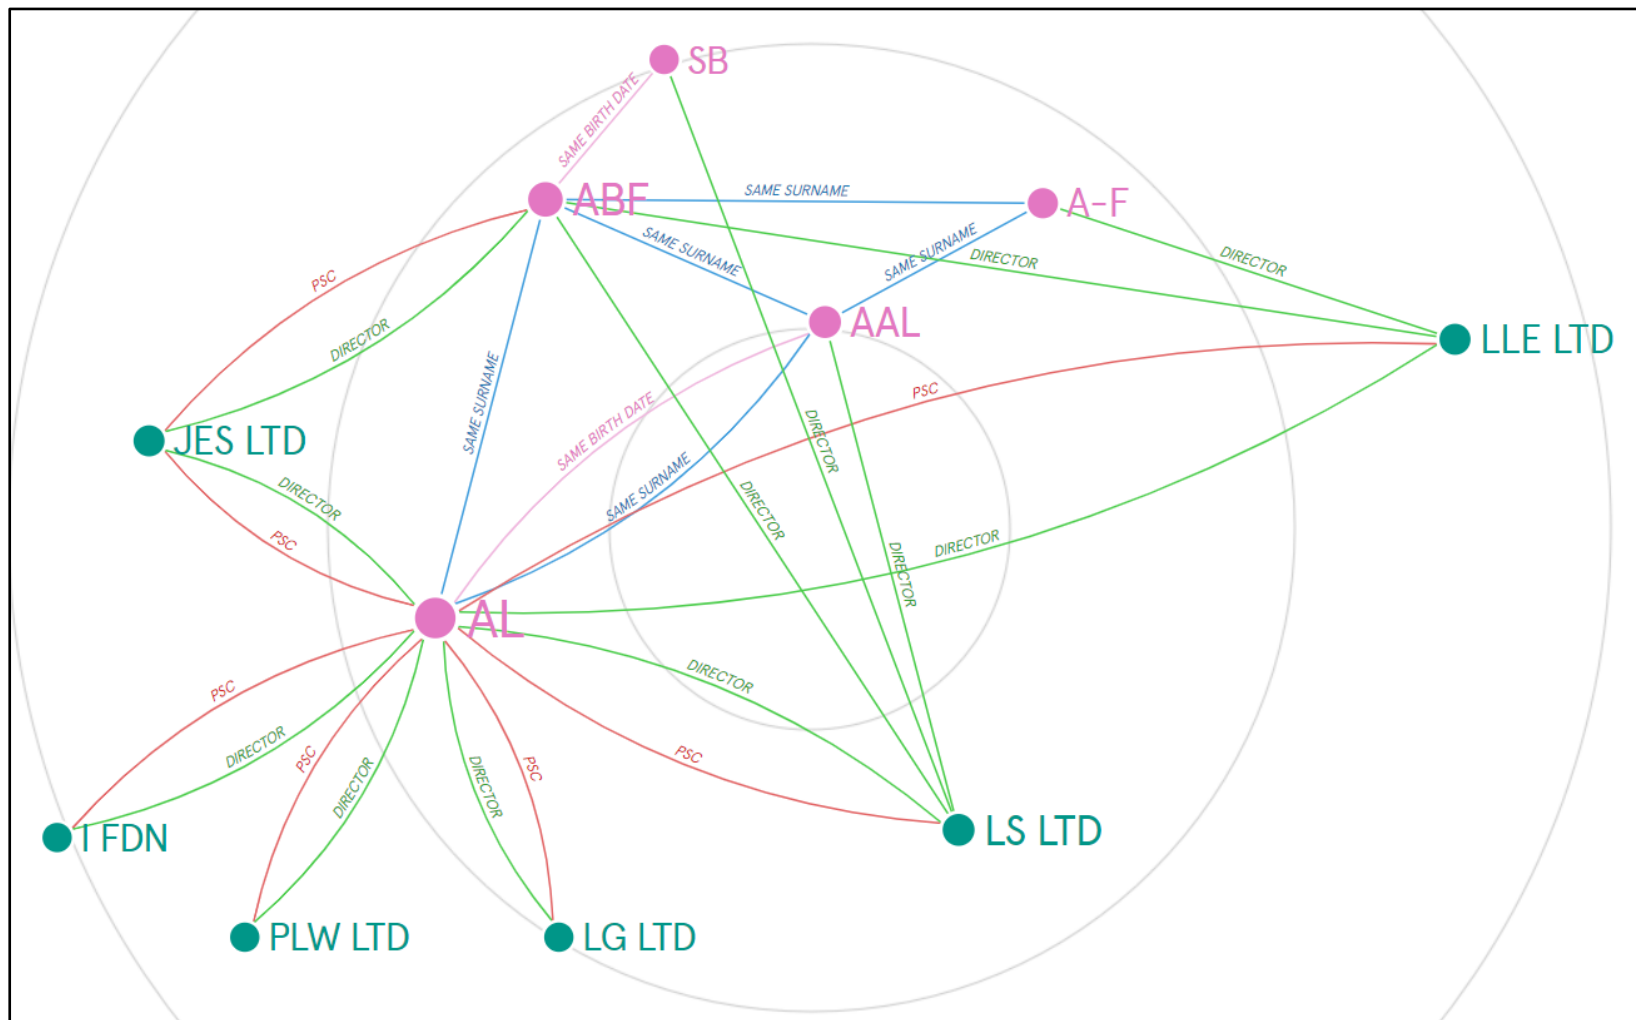 SB
SAME BIRTH DATE
ABF
SAME SURNAME
A-F
SAME SURNAME
SAME SURNAME
DIRECTOR
DIRECTOR
PSC
DIRECTOR
AAL
LLE LTD
SAME SURNAME
SAME BIRTH DATE
PSC
JES LTD
DIRECTOR
DIRECTOR
SAME SURNAME
DIRECTOR
PSC
DIRECTOR
DIRECTOR
AL
PSC
DIRECTOR
DIRECTOR
PSC
DIRECTOR
DIRECTOR
PSC
PSC
I FDN
LS LTD
PLW LTD
LG LTD